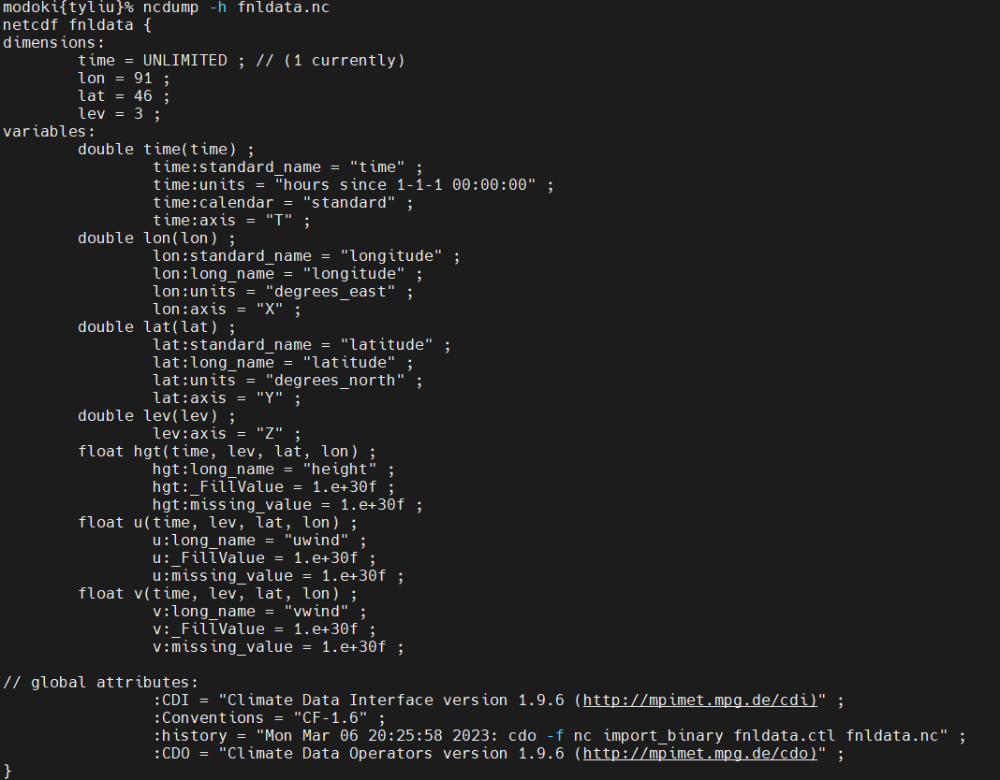 modoki{tyliu}% ncdump -h fnldata.nc
netcdf fnldata {
dimensions:
time = UNLIMITED ; // (1 currently)
lon = 91 ;
lat = 46 ;
lev = 3 ;
variables:
double time(time) ;
time:standard_name = "time" ;
time:units = "hours since 1-1-1 00:00:00" ;
time:calendar = "standard" ;
time:axis = "T" ;
double lon(lon) ;
lon:standard_name = "longitude" ;
lon:long_name = "longitude" ;
lon:units = "degrees_east" ;
lon:axis = "X" ;
double lat(lat) ;
lat:standard_name = "latitude" ;
lat:long_name = "latitude" ;
lat:units = "degrees_north" ;
lat:axis = "Y" ;
double lev(lev) ;
lev:axis = "Z" ;
float hgt(time, lev, lat, lon) ;
hgt:long_name = "height" ;
hgt:_FillValue = 1.e+30f ;
hgt:missing_value = 1.e+30f ;
float u(time, lev, lat, lon) ;
u:long_name = "uwind" ;
u:_FillValue = 1.e+30f ;
u:missing_value = 1.e+30f ;
float v(time, lev, lat, lon) ;
v:long_name = "vwind" ;
v:_FillValue = 1.e+30f ;
v:missing_value = 1.e+30f ;
// global attributes:
:CDI = "Climate Data Interface version 1.9.6 (http://mpimet.mpg.de/cdi)" ;
:Conventions = "CF-1.6" ;
:history = "Mon Mar 06 20:25:58 2023: cdo -f nc import_binary fnldata.ctl fnldata.nc" ;
:CDO = "Climate Data Operators version 1.9.6 (http://mpimet.mpg.de/cdo)" ;
}